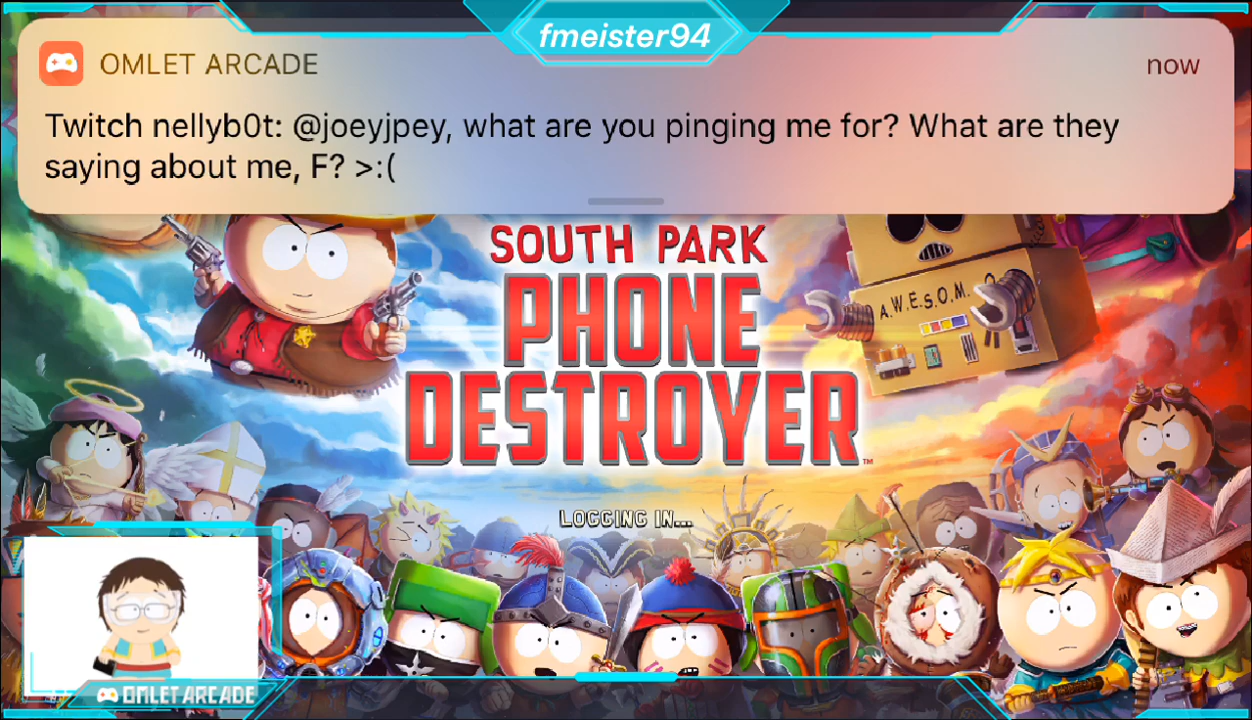 fmeister94
OMLET ARCADE
now
Twitch nellyb0t: @joeyjpey, what are you pinging me for? What are they
saying about me, F? >:(
SOUTH PARK
PHONE
DESTROYER™
A.W.E.S.O.M.
LOGGING IN...
OMLET ARCADE